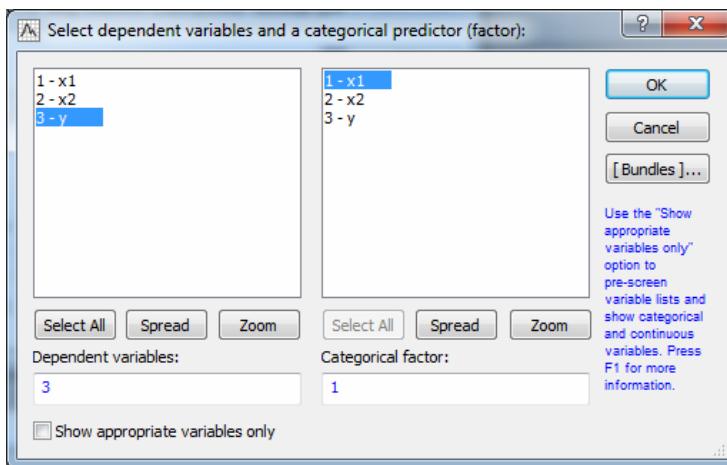 Select dependent variables and a categorical predictor (factor):
1 - x1
2 - x2
3 - y
1 - x1
2 - x2
3 - y
OK
Cancel
[ Bundles ]...
Use the "Show
appropriate
variables only"
option to
pre-screen
variable lists and
show categorical
and continuous
variables. Press
F1 for more
information.
Select All
Spread
Zoom
Select All
Spread
Zoom
Dependent variables:
Categorical factor:
3
1
Show appropriate variables only